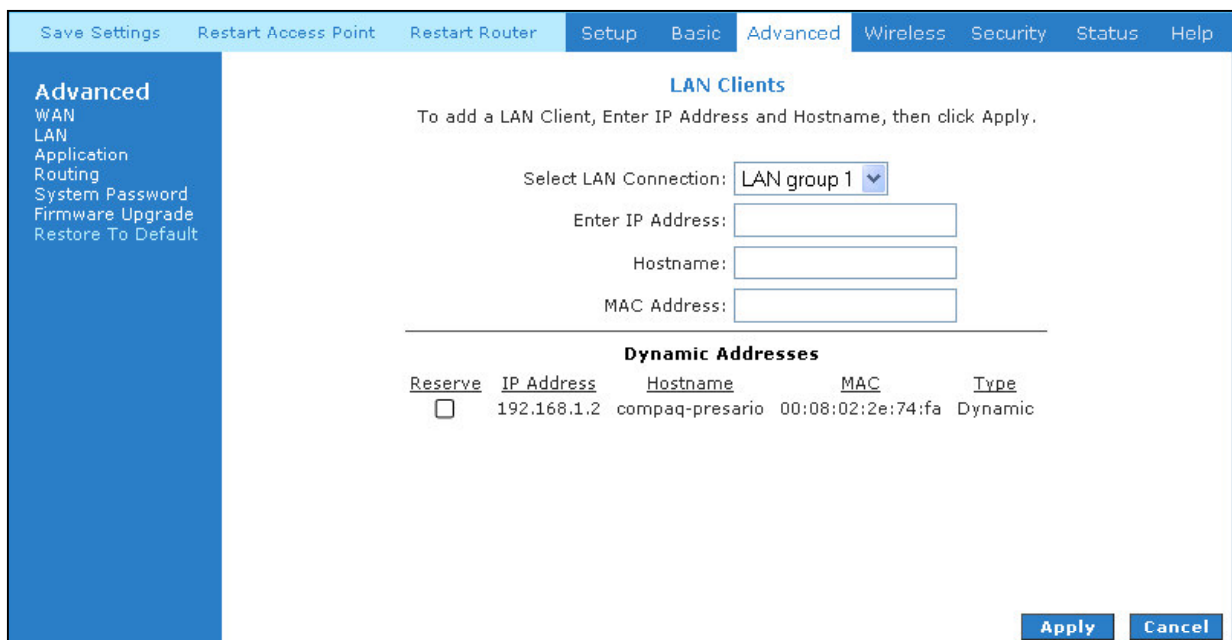 Save Settings Restart Access Point Restart Router Setup Basic Advanced Wireless Security Status Help
Advanced
WAN
LAN
Application
Routing
System Password
Firmware Upgrade
Restore To Default
LAN Clients
To add a LAN Client, Enter IP Address and Hostname, then click Apply.
Select LAN Connection: LAN group 1
Enter IP Address:
Hostname:
MAC Address:
Dynamic Addresses
Reserve IP Address Hostname MAC Type
192.168.1.2 compaq-presario 00:08:02:2e:74:fa Dynamic
Apply Cancel